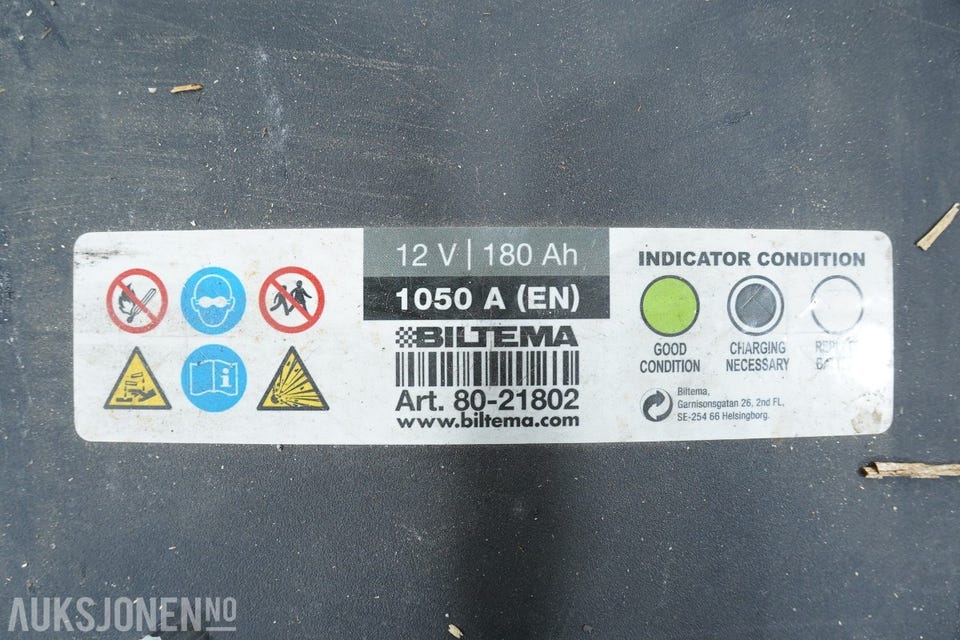 12 V | 180 Ah
1050 A (EN)
BILTEMA
Art. 80-21802
www.biltema.com
INDICATOR CONDITION
GOOD
CONDITION
CHARGING
NECESSARY
Biltema,
Garnisonsgatan 26, 2nd FL,
SE-254 66 Helsingborg.
AUKSJONEN.NO